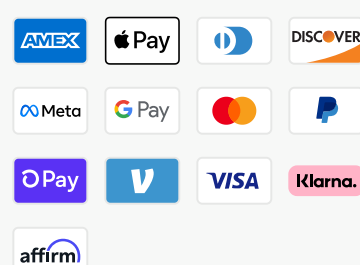 AMEX
Pay
DISCOVER
Meta
G Pay
Pay
VISA
Klarna.
affirm